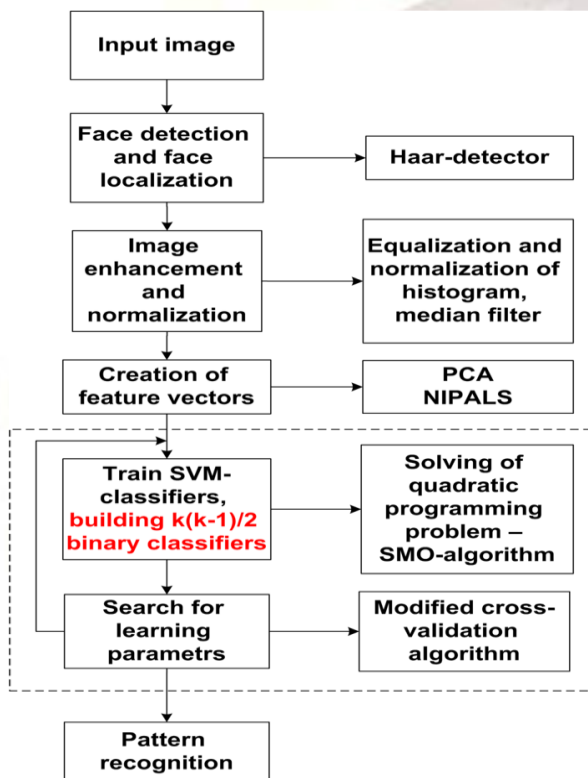 Input image
Face detection
and face
localization
Haar-detector
Image
enhancement
and
normalization
Equalization and
normalization of
histogram,
median filter
Creation of
feature vectors
PCA
NIPALS
Train SVM-
classifiers,
building k(k-1)/2
binary classifiers
Solving of
quadratic
programming
problem –
SMO-algorithm
Search for
learning
parametrs
Modified cross-
validation
algorithm
Pattern
recognition